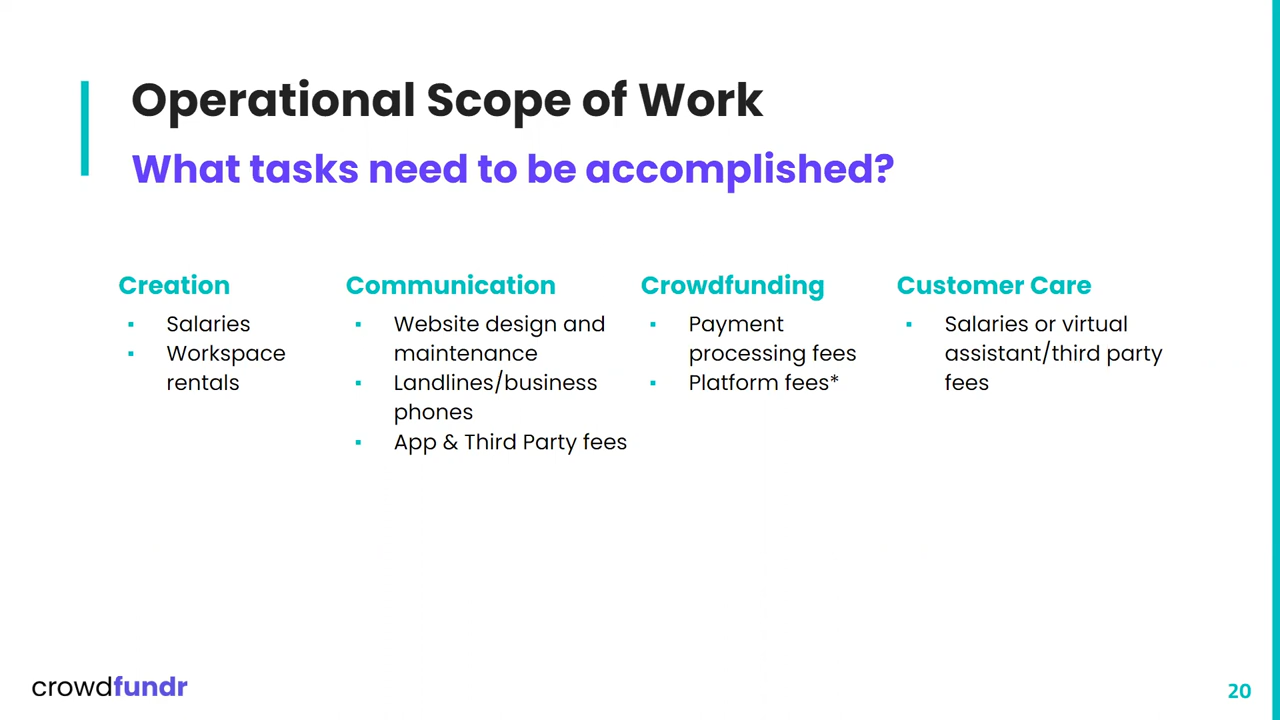 Operational Scope of Work
What tasks need to be accomplished?
Creation
▪ Salaries
▪ Workspace
rentals
Communication
▪ Website design and
maintenance
▪ Landlines/business
phones
▪ App & Third Party fees
Crowdfunding
▪ Payment
processing fees
▪ Platform fees*
Customer Care
▪ Salaries or virtual
assistant/third party
fees
crowdfundr
20